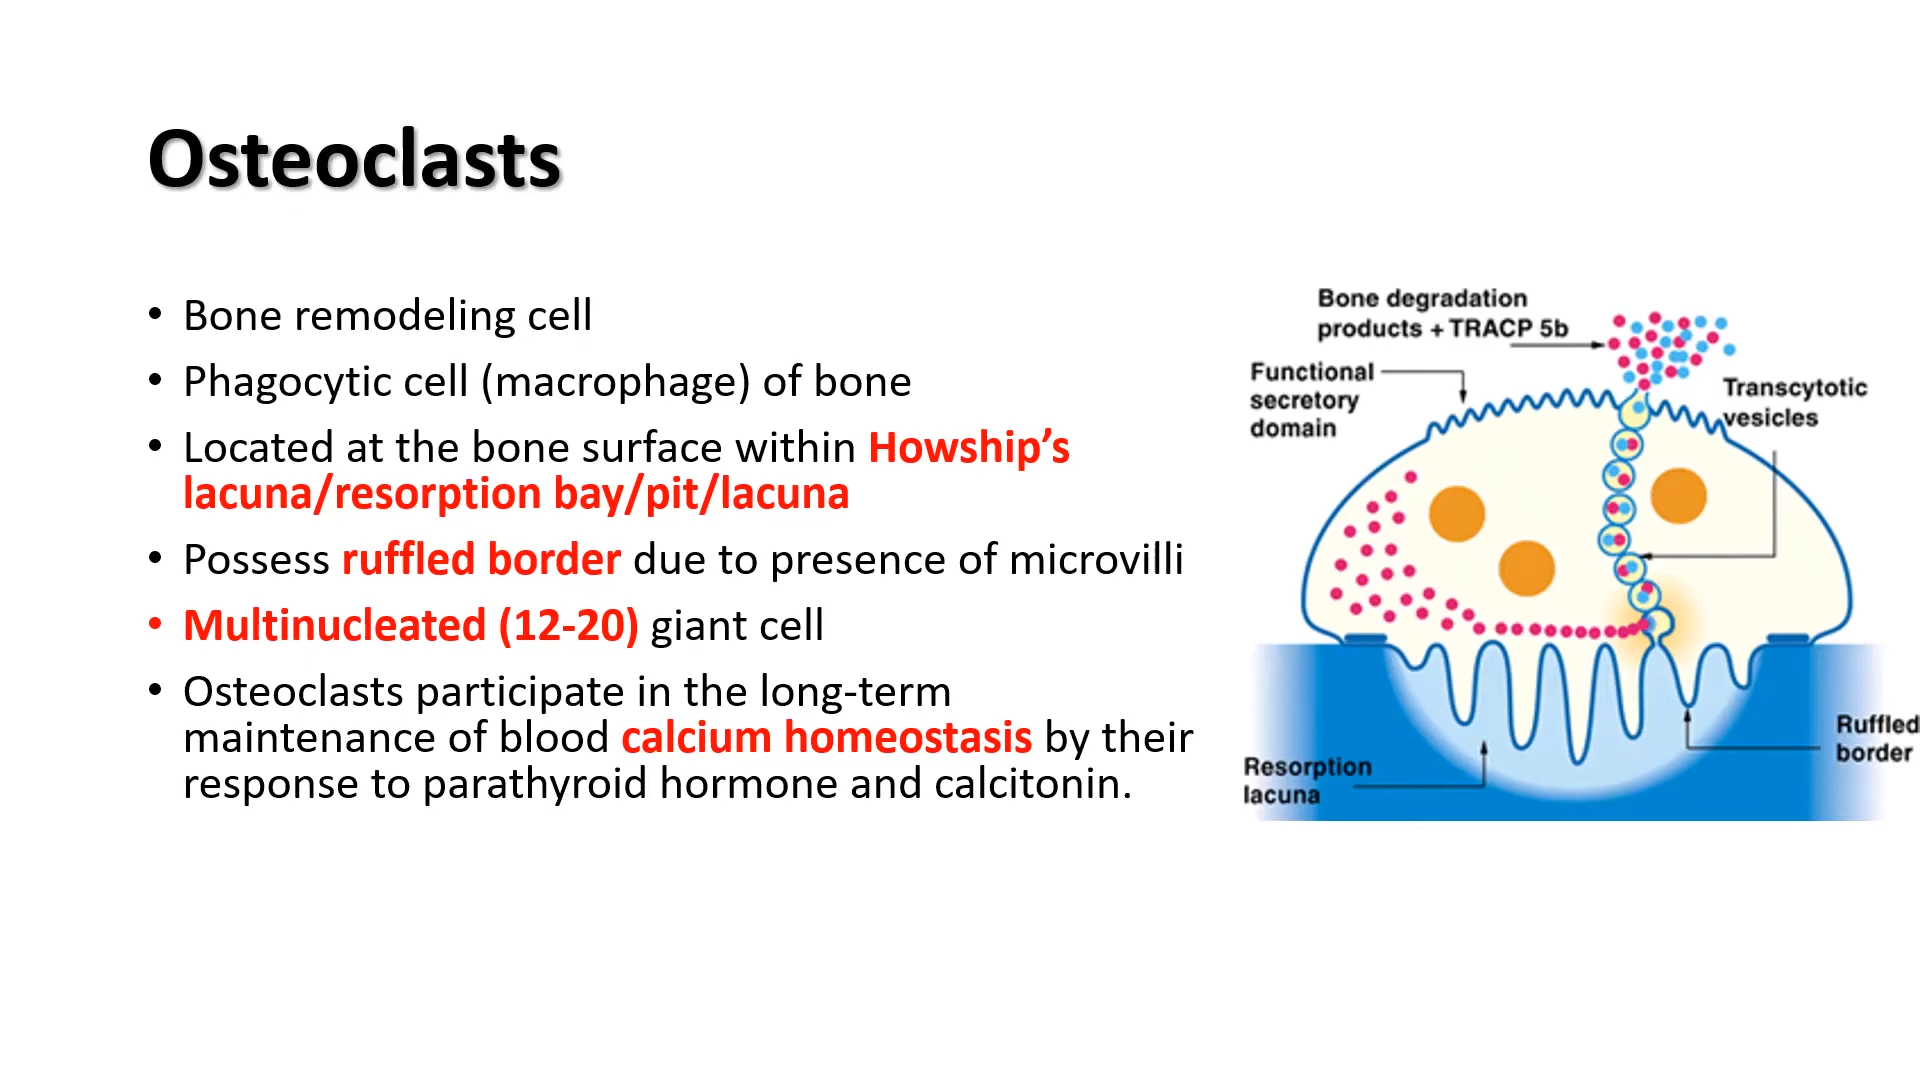 Osteoclasts
• Bone remodeling cell
• Phagocytic cell (macrophage) of bone
• Located at the bone surface within Howship’s
lacuna/resorption bay/pit/lacuna
• Possess ruffled border due to presence of microvilli
• Multinucleated (12-20) giant cell
• Osteoclasts participate in the long-term
maintenance of blood calcium homeostasis by their
response to parathyroid hormone and calcitonin.
Bone degradation
products + TRACP 5b
Functional
secretory
domain
Transcytotic
vesicles
Ruffled
border
Resorption
lacuna